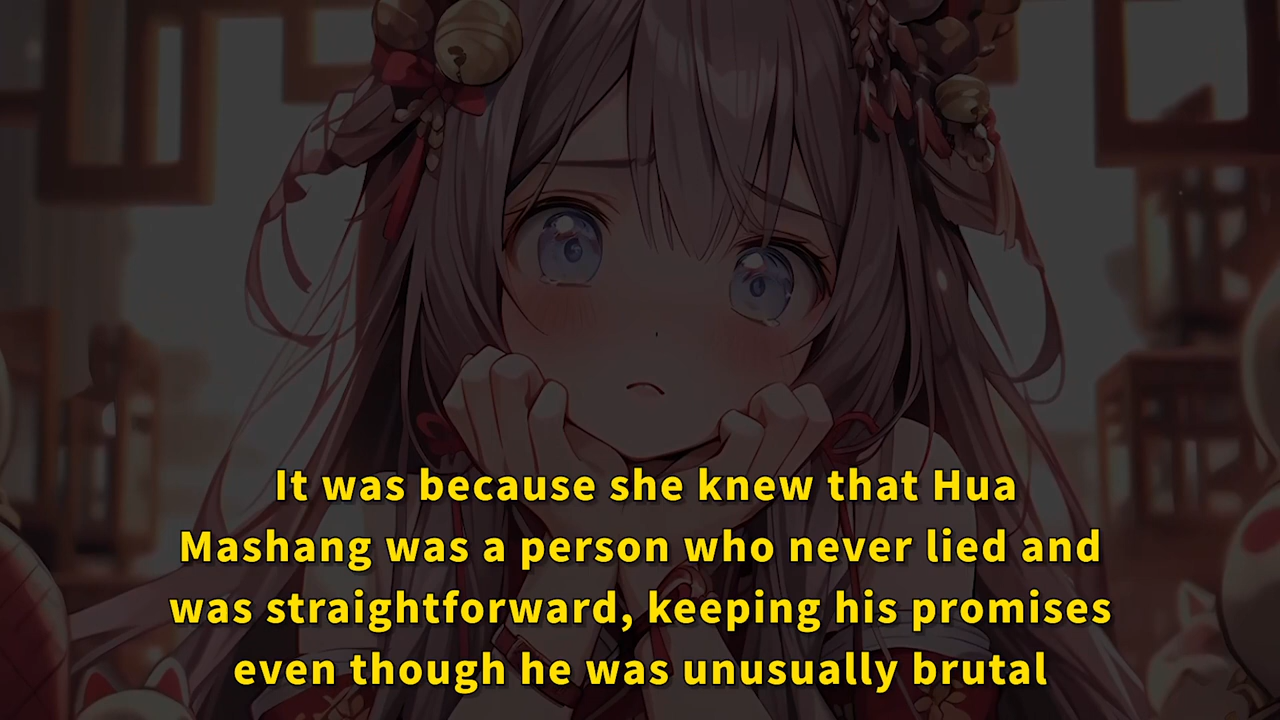 It was because she knew that Hua
Mashang was a person who never lied and
was straightforward, keeping his promises
even though he was unusually brutal